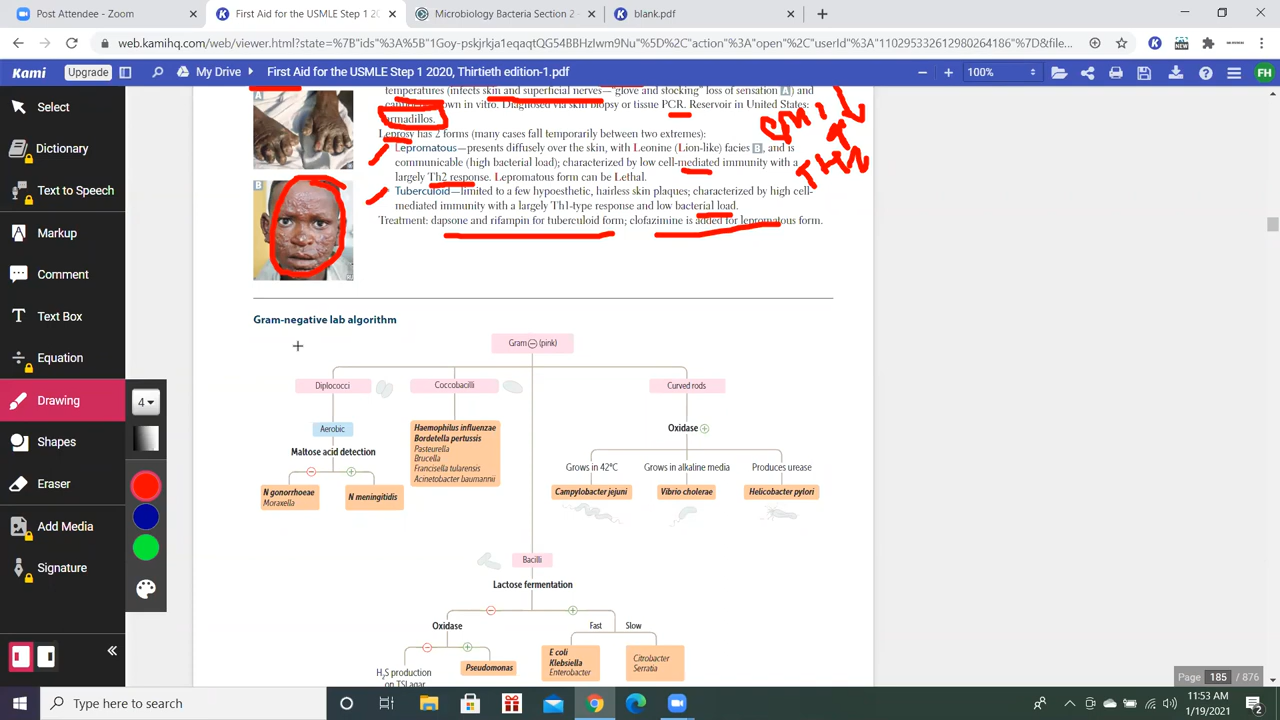 Post Attendee - Zoom
First Aid for the USMLE Step 1 20
Microbiology Bacteria Section 2-
blank.pdf
web.kamihq.com/web/viewer.html?state=%7B"ids"%3A%5B"1Goy-pskjrkja1eqaqtQG54BBHzIwm9Nu"%5D%2C"action"%3A"open"%2C"userId"%3A"110295332612980264186"%7D&file...
Kami
Upgrade
First Aid for the USMLE Step 1 2020, Thirtieth edition-1.pdf
100%
Dictionary
Text to Speech
Markup
Comment
Text Box
Equation
Drawing
Shapes
Eraser
Add Media
Signature
4
temperatures (infects skin and superficial nerves—"glove and stocking" loss of sensation A) and
grown in vitro. Diagnosed via skin biopsy or tissue PCR. Reservoir in United States:
armadillos.
Leprosy has 2 forms (many cases fall temporarily between two extremes):
Lepromatous—presents diffusely over the skin, with Leonine (Lion-like) facies B, and is
communicable (high bacterial load); characterized by low cell-mediated immunity with a
largely Th2 response. Lepromatous form can be Lethal.
Tuberculoid—limited to a few hypoesthetic, hairless skin plaques; characterized by high cell-
mediated immunity with a largely Th1-type response and low bacterial load.
Treatment: dapsone and rifampin for tuberculoid form; clofazimine is added for lepromatous form.
A
B
CMI
Gram-negative lab algorithm
Gram ⊖ (pink)
Diplococci
Coccobacilli
Curved rods
Aerobic
Maltose acid detection
Haemophilus influenzae
Bordetella pertussis
Pasteurella
Brucella
Francisella tularensis
Acinetobacter baumannii
Oxidase ⊕
N gonorrhoeae
Moraxella
N meningitidis
Grows in 42°C
Grows in alkaline media
Produces urease
Campylobacter jejuni
Vibrio cholerae
Helicobacter pylori
Bacilli
Lactose fermentation
Oxidase
Fast
Slow
Pseudomonas
E coli
Klebsiella
Enterobacter
Citrobacter
Serratia
H2S production
on TSI agar
Page 185 / 876
Type here to search
11:53 AM
1/19/2021